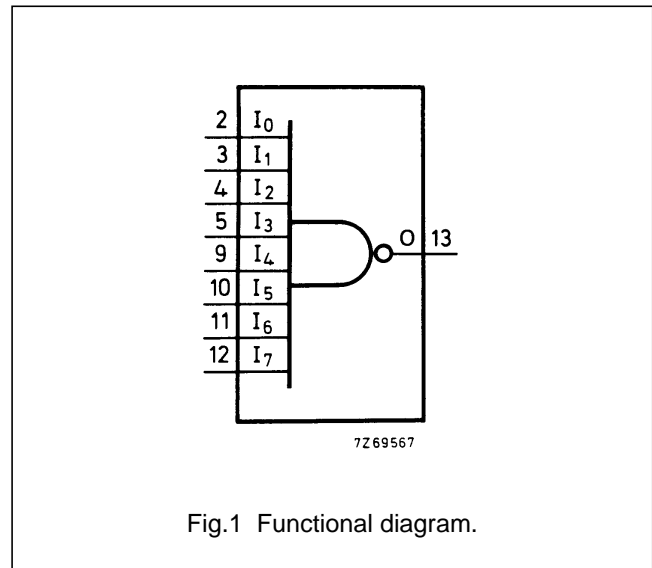 2 I0
3 I1
4 I2
5 I3
9 I4
10 I5
11 I6
12 I7
O 13
7Z69567
Fig.1 Functional diagram.